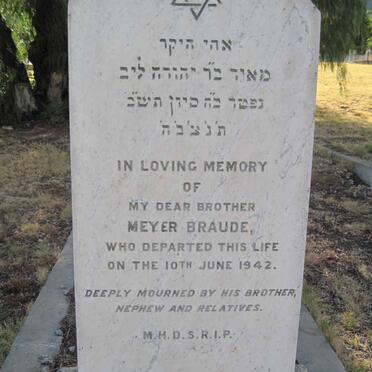 אחי היקר
מאיר ב״ר יהודה ליב
נפטר כ״ה סיון תש״ב
ת׳נ׳צ׳ב׳ה׳
IN LOVING MEMORY
OF
MY DEAR BROTHER
MEYER BRAUDE,
WHO DEPARTED THIS LIFE
ON THE 10TH JUNE 1942.
DEEPLY MOURNED BY HIS BROTHER,
NEPHEW AND RELATIVES.
M.H.D.S.R.I.P.